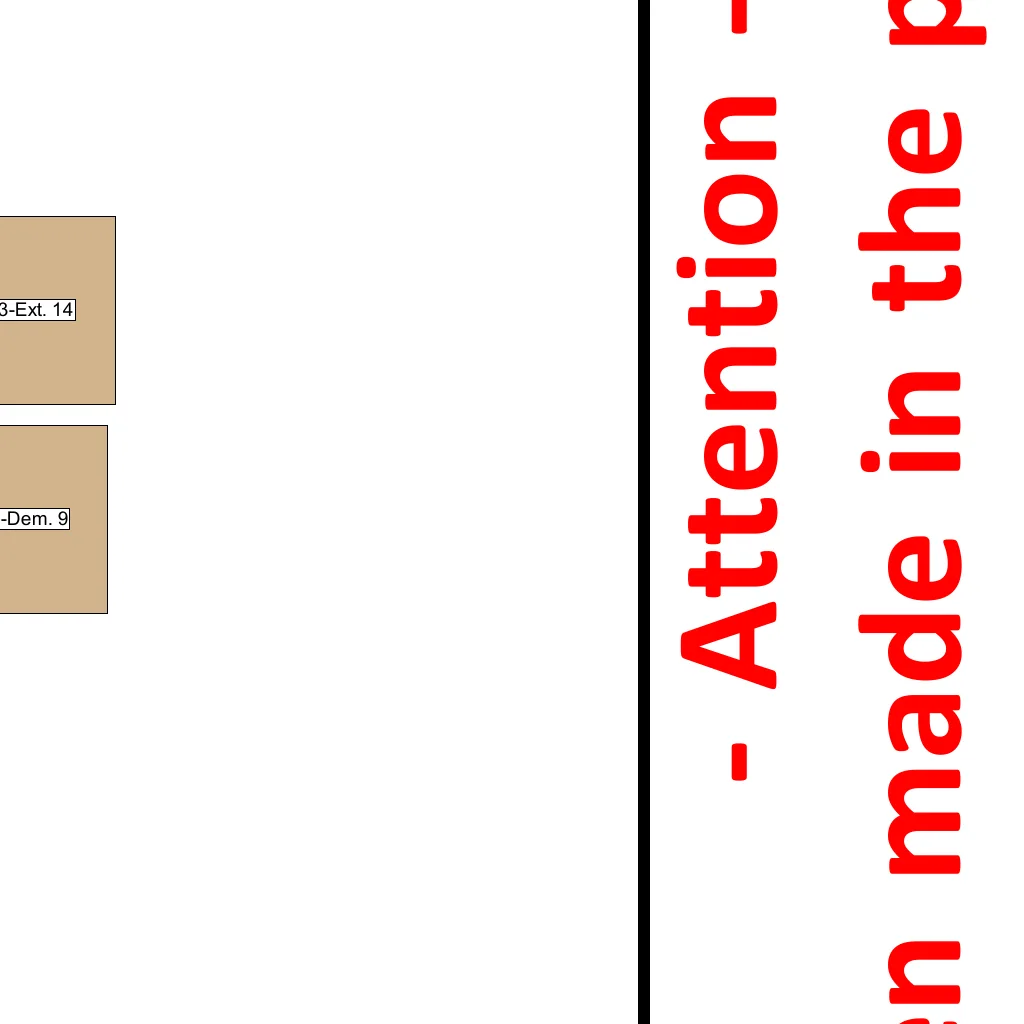 3-Ext. 14
-Dem. 9
- Attention -
made in the